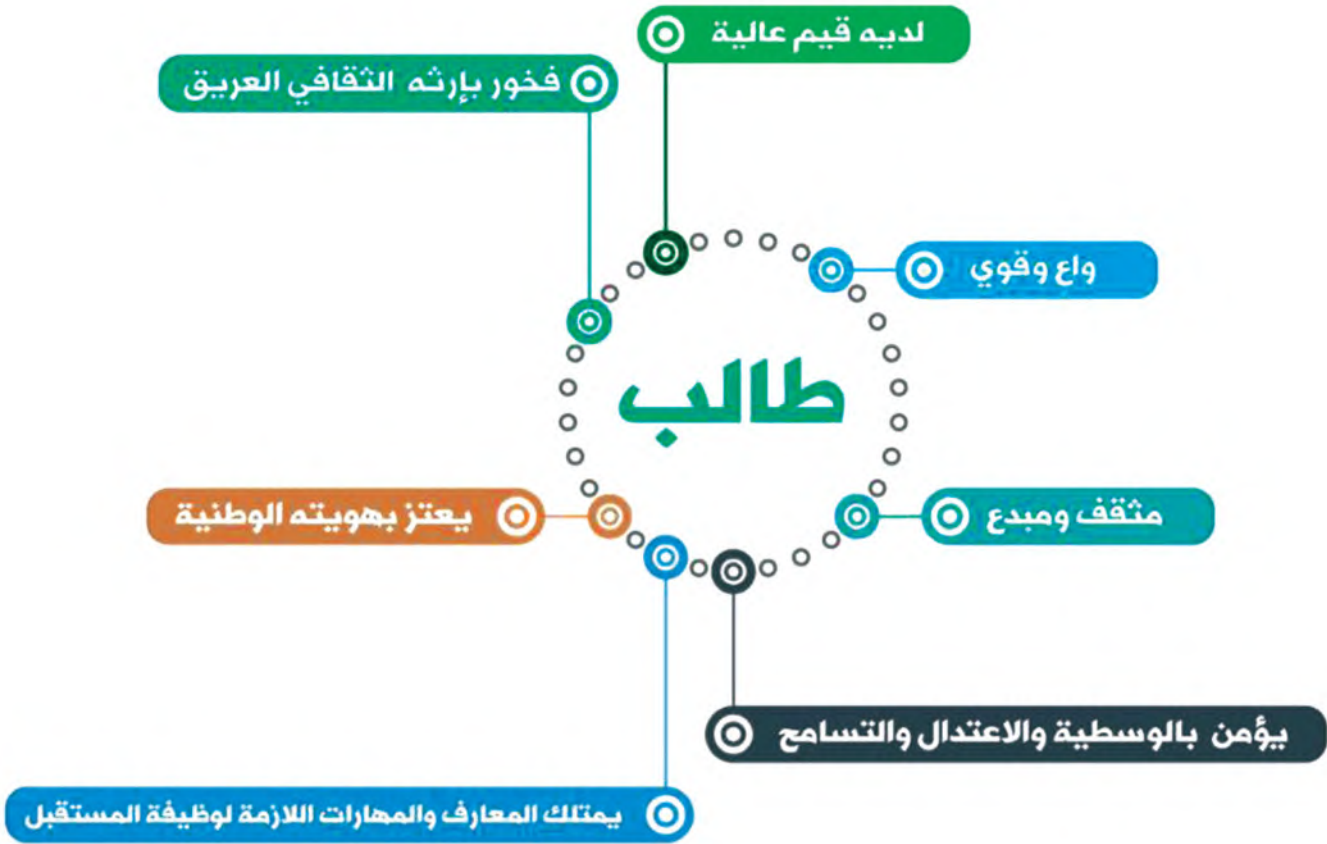 لديه قيم عالية
فخور بإرثه الثقافي العريق
واع وقوي
طالب
مثقف ومبدع
يعتز بهويته الوطنية
يؤمن بالوسطية والاعتدال والتسامح
يمتلك المعارف والمهارات اللازمة لوظيفة المستقبل